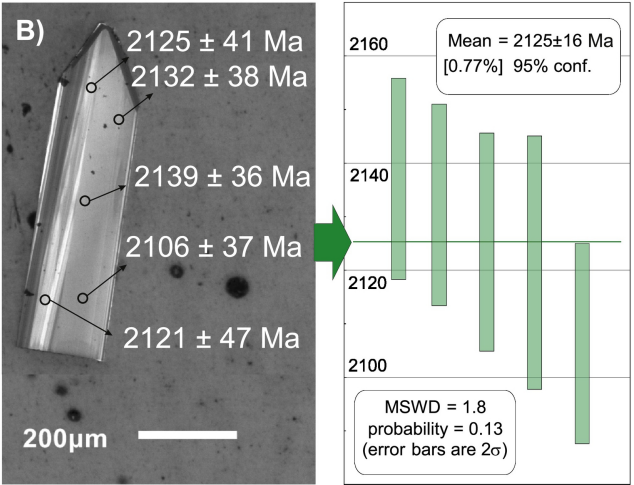 B)
2125 ± 41 Ma
2132 ± 38 Ma
2139 ± 36 Ma
2106 ± 37 Ma
2121 ± 47 Ma
200µm
Mean = 2125±16 Ma
[0.77%] 95% conf.
2160
2140
2120
2100
MSWD = 1.8
probability = 0.13
(error bars are 2σ)